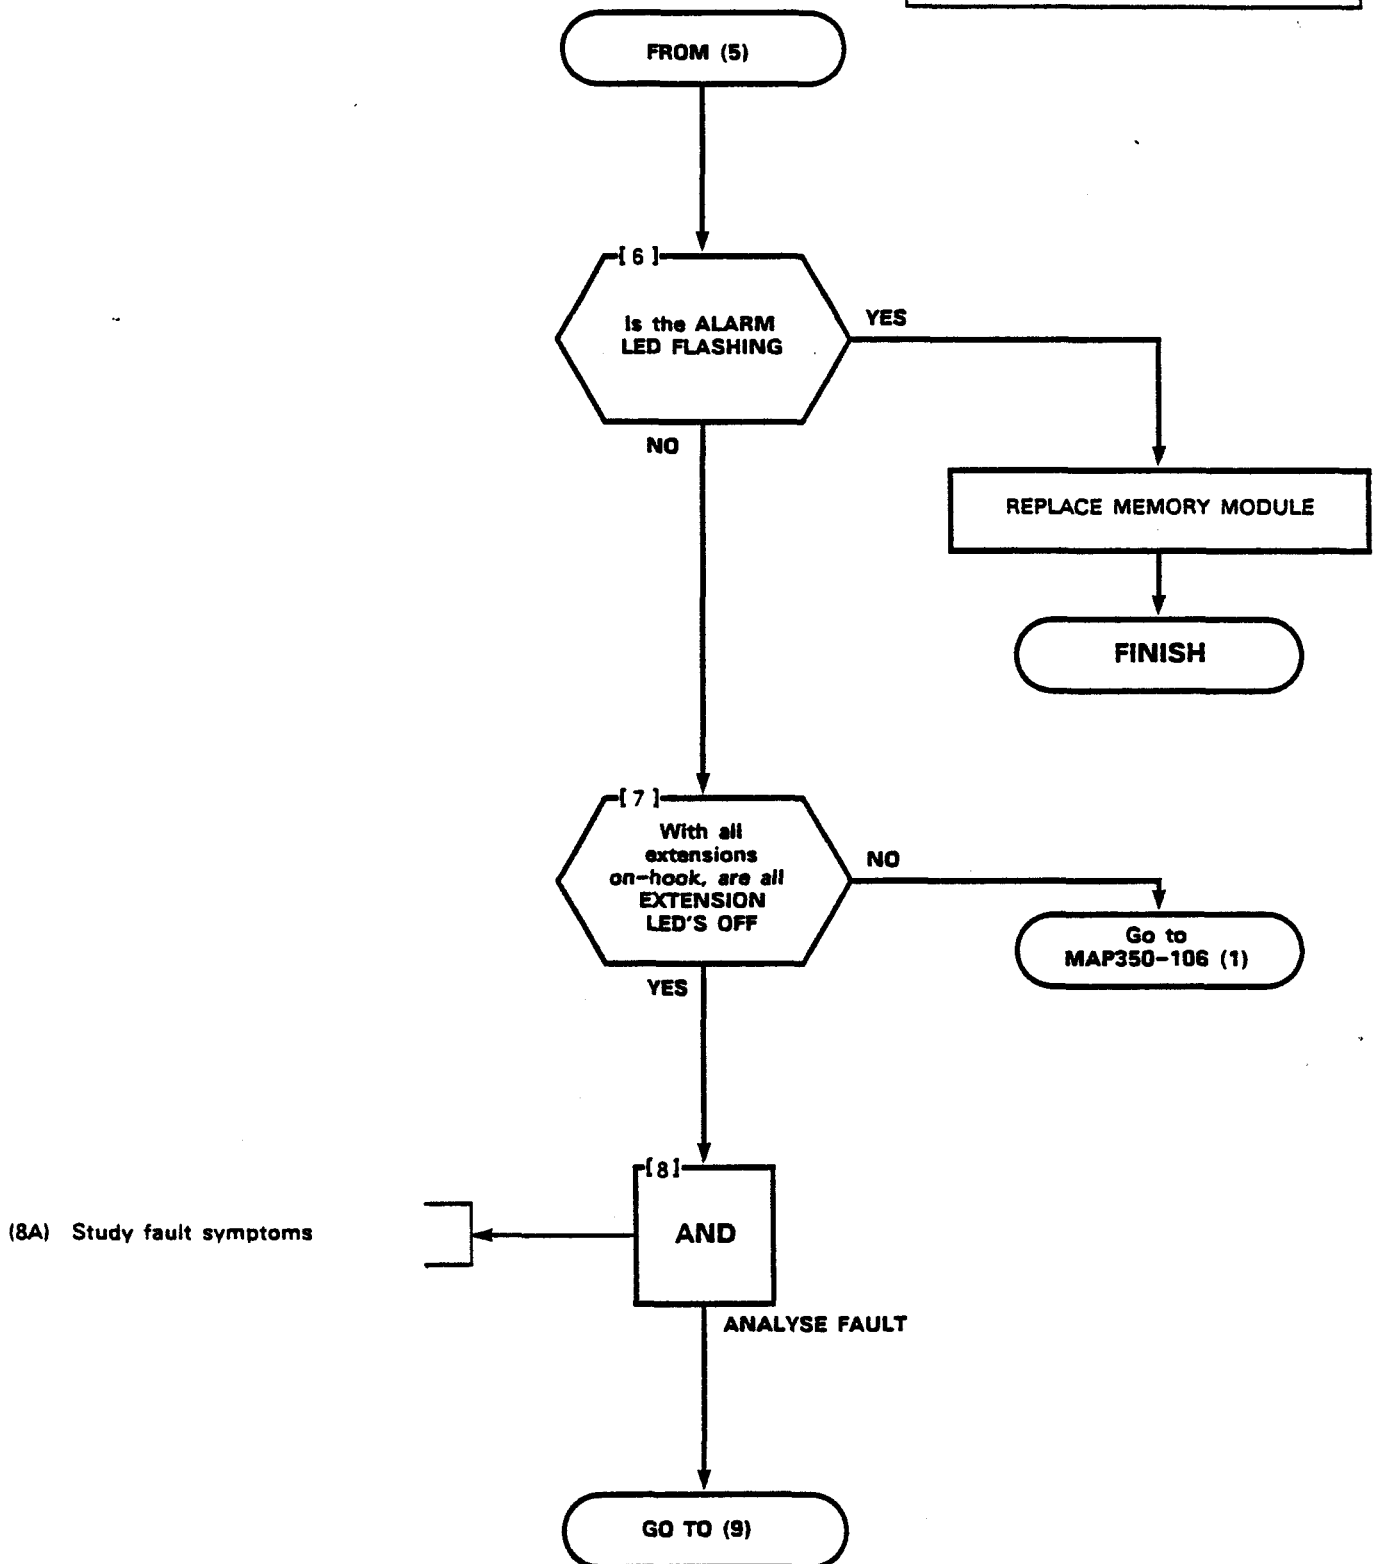 FROM (5)
[ 6 ]
Is the ALARM
LED FLASHING
YES
NO
REPLACE MEMORY MODULE
FINISH
[ 7 ]
With all
extensions
on-hook, are all
EXTENSION
LED'S OFF
NO
Go to
MAP350-106 (1)
YES
[8]
AND
(8A) Study fault symptoms
ANALYSE FAULT
GO TO (9)